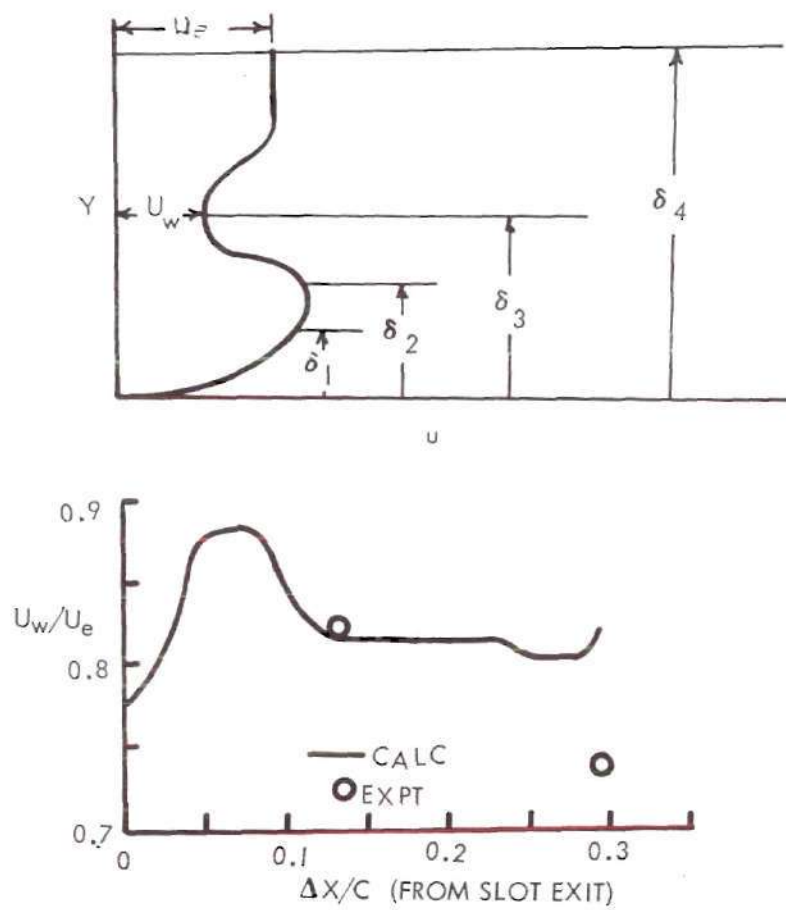 Ue
Y
Uw
δ1
δ2
δ3
δ4
u
0.9
Uw/Ue
0.8
CALC
EXPT
0.7
0
0.1
0.2
0.3
ΔX/C (FROM SLOT EXIT)